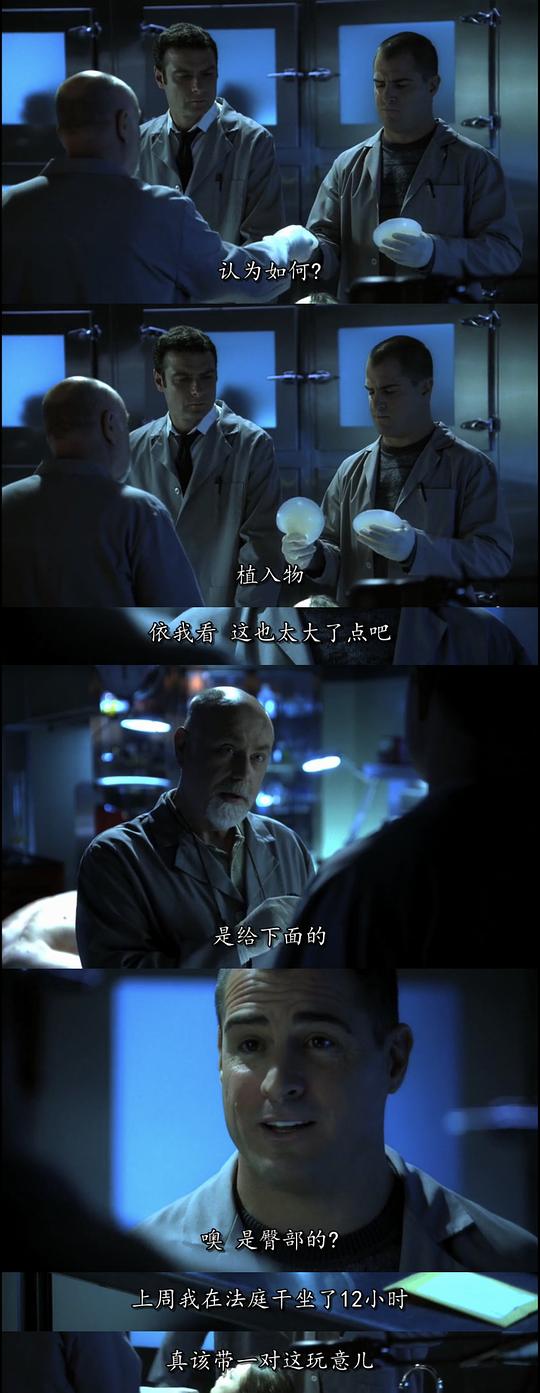 认为如何?
植入物
依我看 这也太大了点吧
是给下面的
噢 是臀部的?
上周我在法庭干坐了12小时
真该带一对这玩意儿